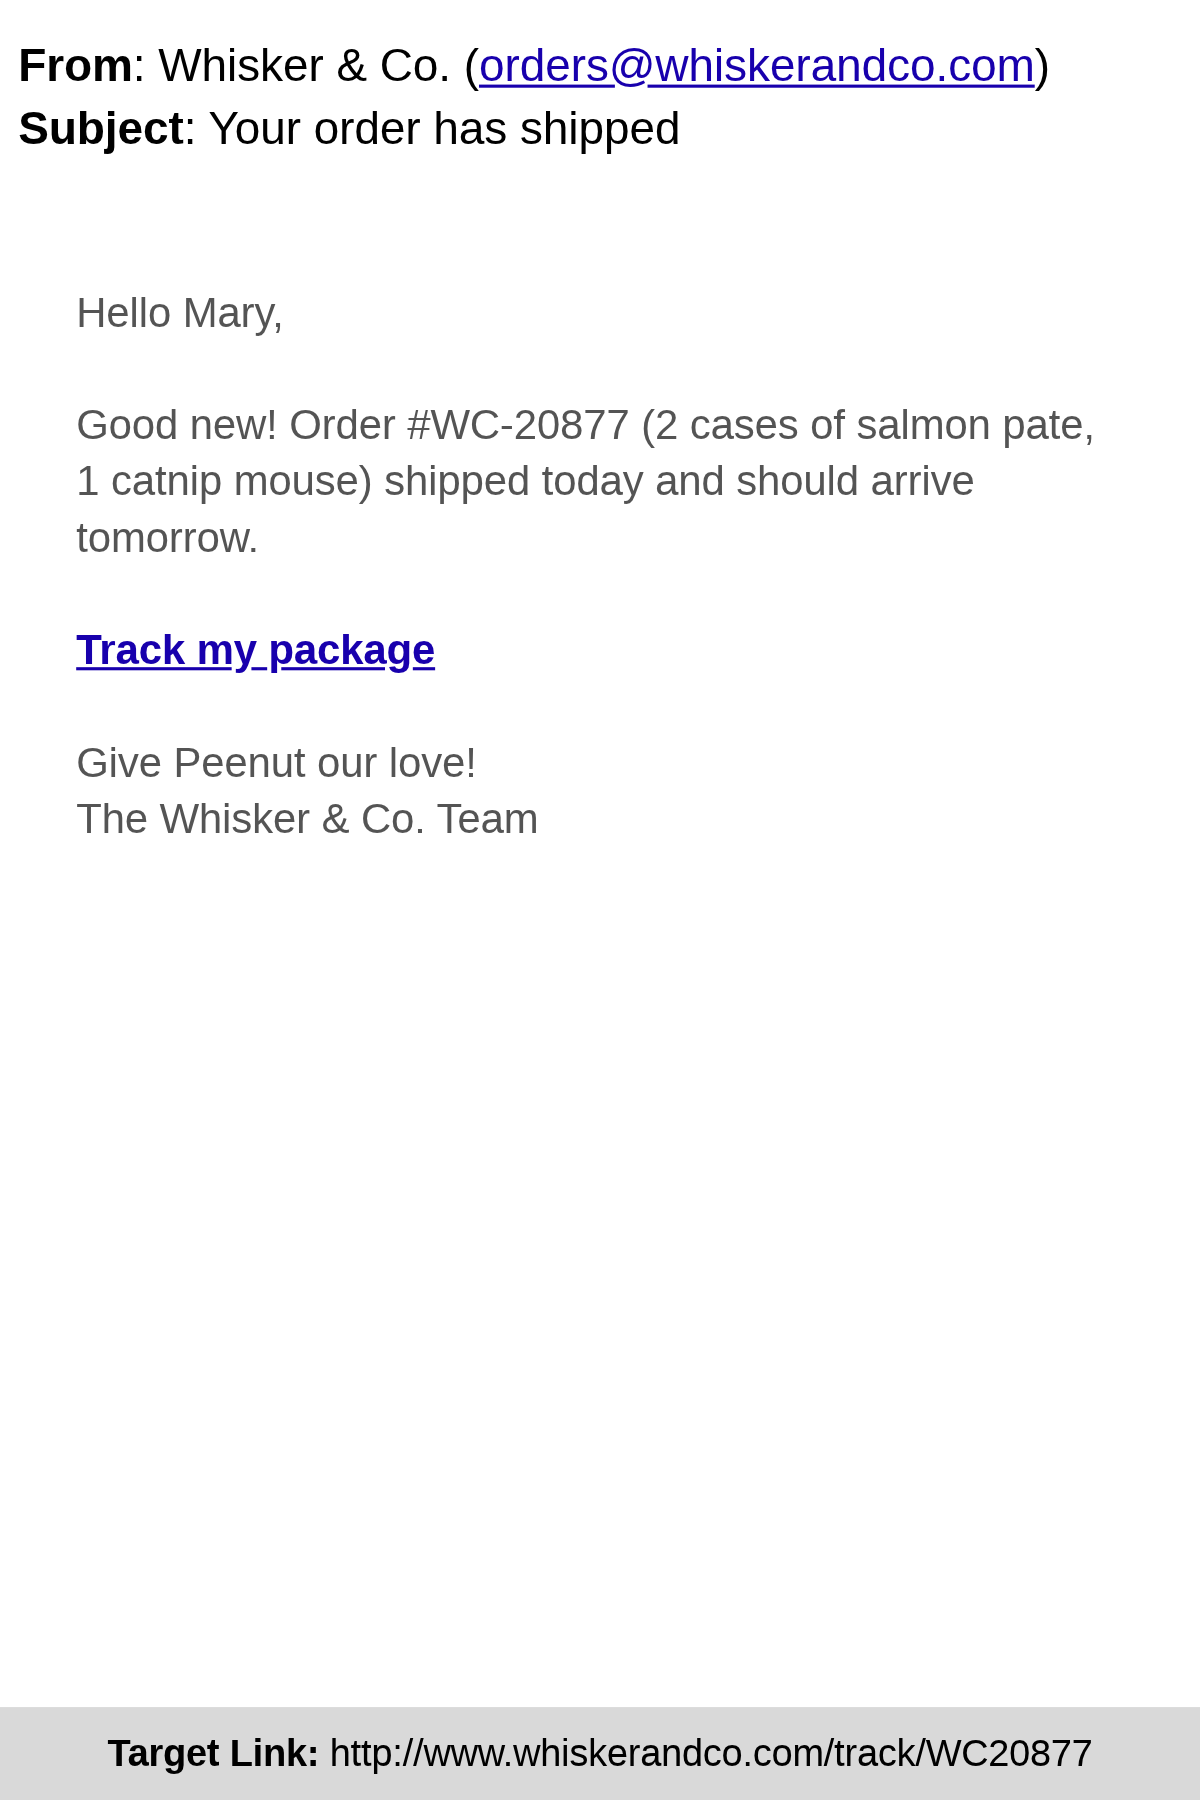 From: Whisker & Co. (orders@whiskerandco.com)
Subject: Your order has shipped
Hello Mary,
Good new! Order #WC-20877 (2 cases of salmon pate,
1 catnip mouse) shipped today and should arrive
tomorrow.
Track my package
Give Peenut our love!
The Whisker & Co. Team
Target Link: http://www.whiskerandco.com/track/WC20877